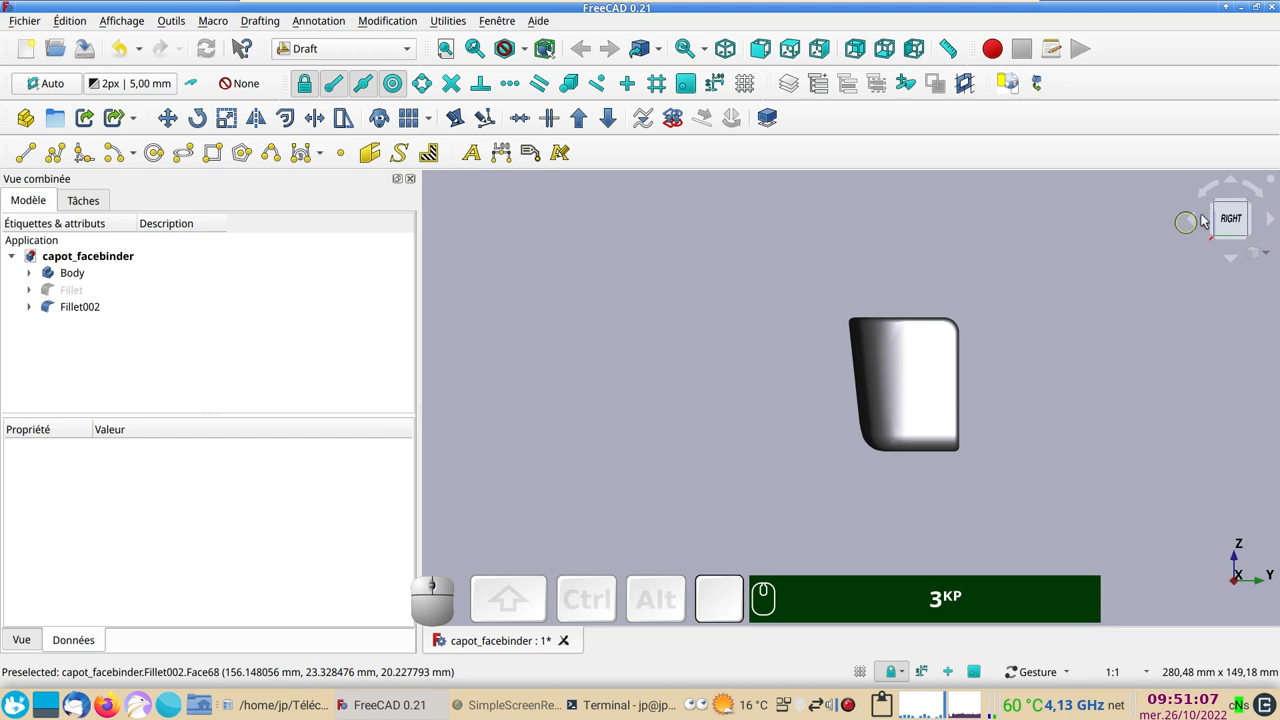 FreeCAD 0.21
Fichier Édition Affichage Outils Macro Drafting Annotation Modification Utilities Fenêtre Aide
Draft
Auto 2px | 5,00 mm None
1.00
Vue combinée
Modèle Tâches
Étiquettes & attributs Description
Application
capot_facebinder
Body
Fillet
Fillet002
RIGHT
Propriété Valeur
Z
X Y
Ctrl Alt 3KP
Vue Données capot_facebinder : 1*
Preselected: capot_facebinder.Fillet002.Face68 (156.148056 mm, 23.328476 mm, 20.227793 mm) Gesture 1:1 280,48 mm x 149,18 mm
/home/jp/Téléc... FreeCAD 0.21 SimpleScreenRe... Terminal - jp@jp... 16 °C 60 °C 4,13 GHz net 09:51:07
mer.26/10/2022